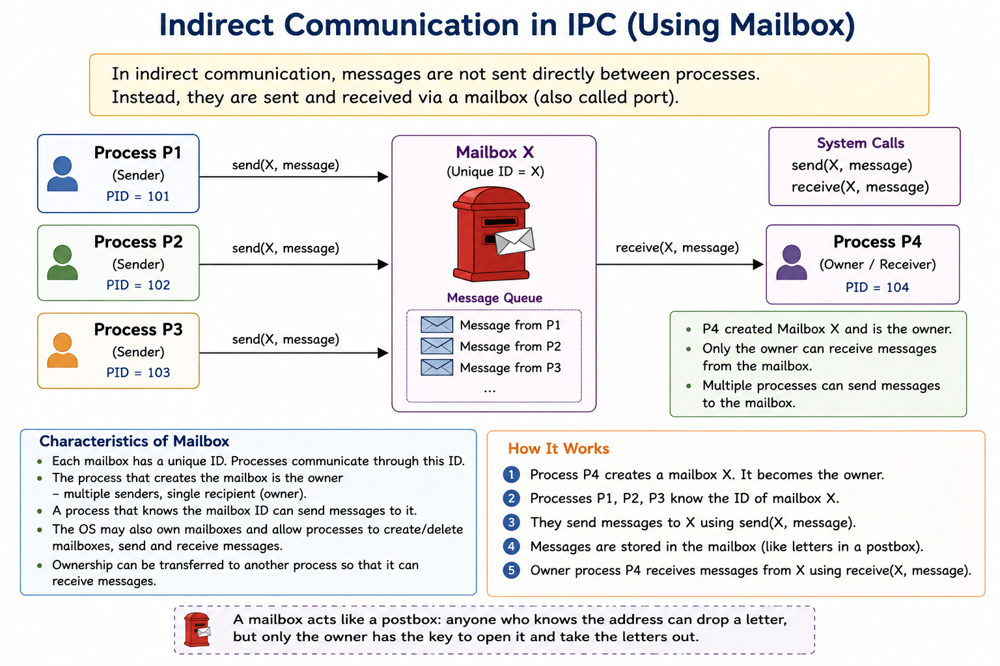 Indirect Communication in IPC (Using Mailbox)
In indirect communication, messages are not sent directly between processes.
Instead, they are sent and received via a mailbox (also called port).
Process P1
(Sender)
PID = 101
send(X, message)
Process P2
(Sender)
PID = 102
send(X, message)
Process P3
(Sender)
PID = 103
send(X, message)
Mailbox X
(Unique ID = X)
Message Queue
Message from P1
Message from P2
Message from P3
...
receive(X, message)
System Calls
send(X, message)
receive(X, message)
Process P4
(Owner / Receiver)
PID = 104
• P4 created Mailbox X and is the owner.
• Only the owner can receive messages
from the mailbox.
• Multiple processes can send messages
to the mailbox.
Characteristics of Mailbox
• Each mailbox has a unique ID. Processes communicate through this ID.
• The process that creates the mailbox is the owner
– multiple senders, single recipient (owner).
• A process that knows the mailbox ID can send messages to it.
• The OS may also own mailboxes and allow processes to create/delete
mailboxes, send and receive messages.
• Ownership can be transferred to another process so that it can
receive messages.
How It Works
1 Process P4 creates a mailbox X. It becomes the owner.
2 Processes P1, P2, P3 know the ID of mailbox X.
3 They send messages to X using send(X, message).
4 Messages are stored in the mailbox (like letters in a postbox).
5 Owner process P4 receives messages from X using receive(X, message).
A mailbox acts like a postbox: anyone who knows the address can drop a letter,
but only the owner has the key to open it and take the letters out.